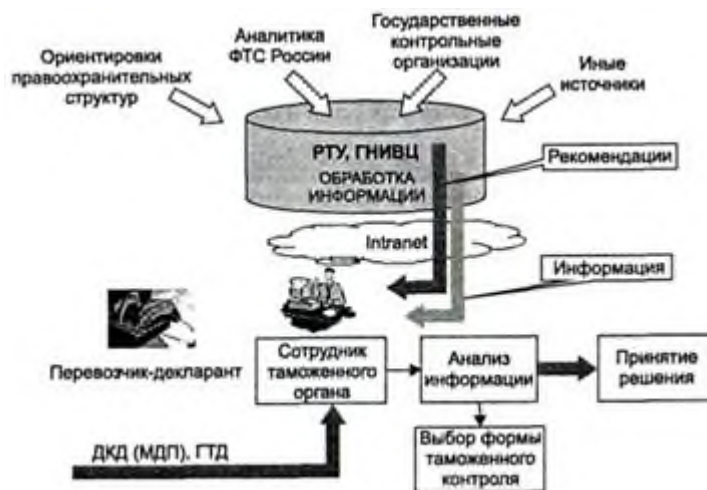 Ориентировки
правоохранительных
структур
Аналитика
ФТС России
Государственные
контрольные
организации
Иные
источники
РТУ, ГНИВЦ
ОБРАБОТКА
ИНФОРМАЦИИ
Рекомендации
Intranet
Информация
Перевозчик-декларант
Сотрудник
таможенного
органа
Анализ
информации
Принятие
решения
ДКД (МДП), ГТД
Выбор формы
таможенного
контроля